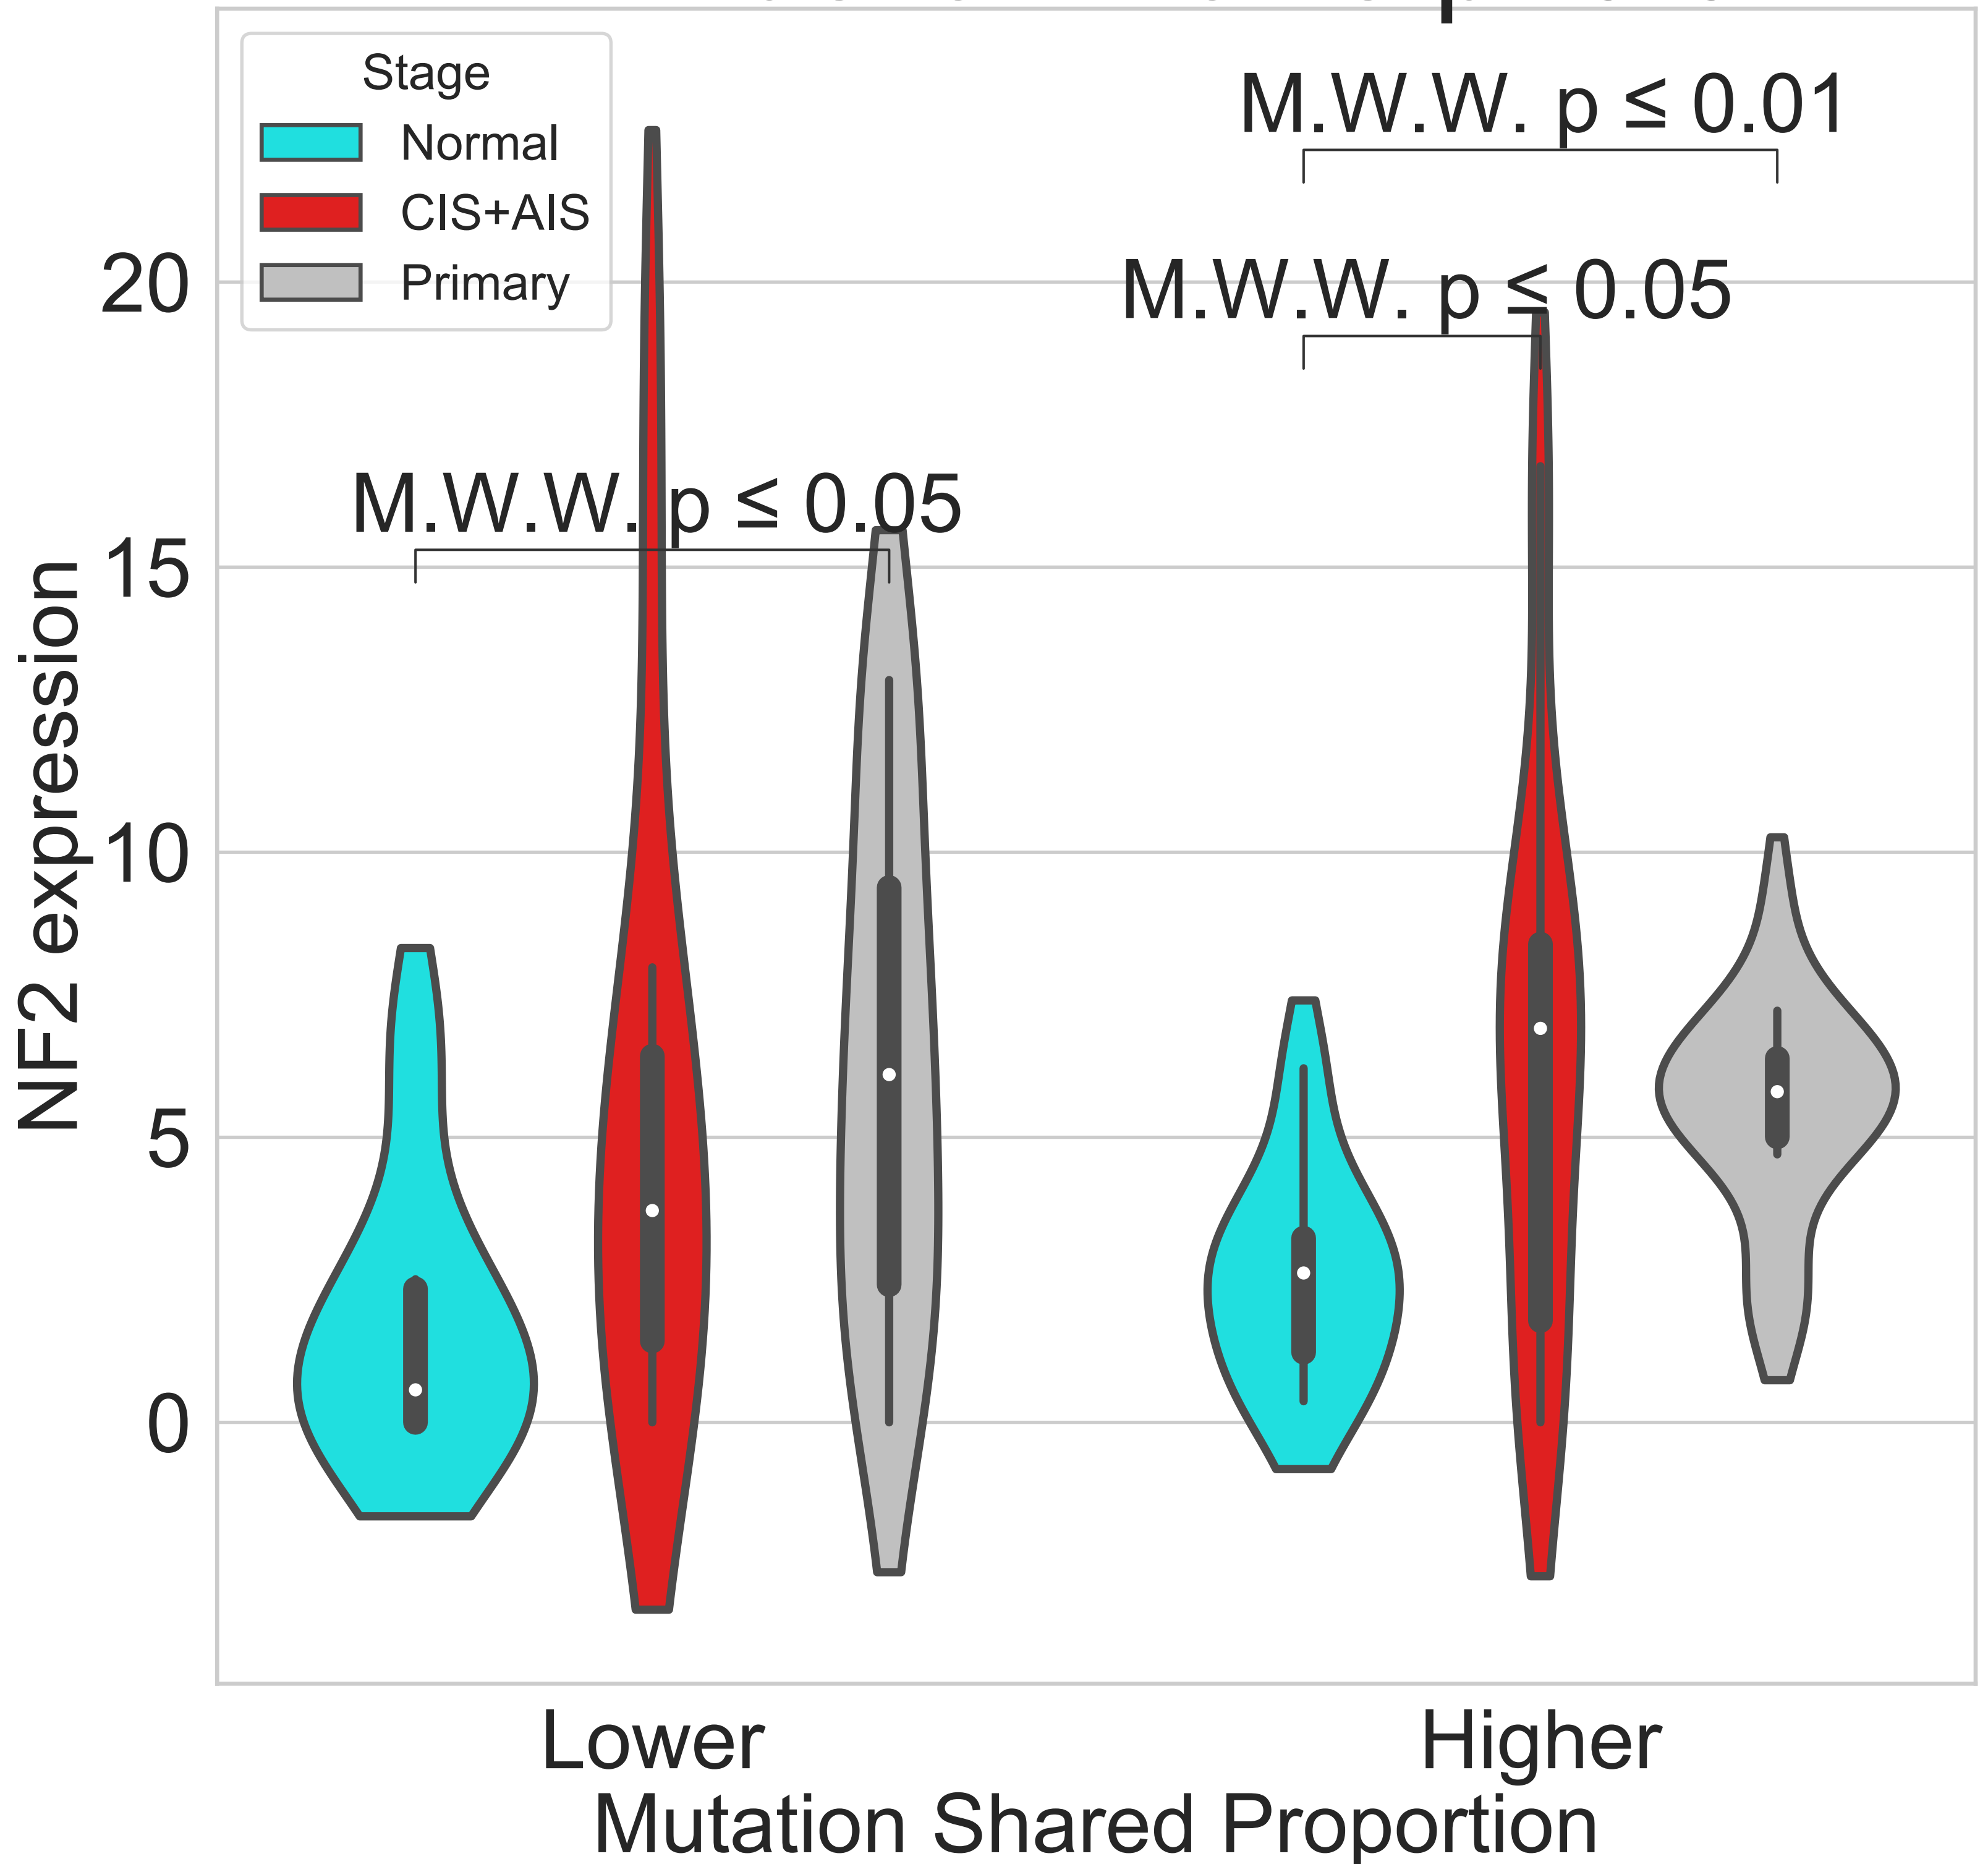 Stage
Normal
CIS+AIS
Primary
M.W.W. p ≤ 0.01
M.W.W. p ≤ 0.05
M.W.W. p ≤ 0.05
NF2 expression
20
15
10
5
0
Lower
Higher
Mutation Shared Proportion